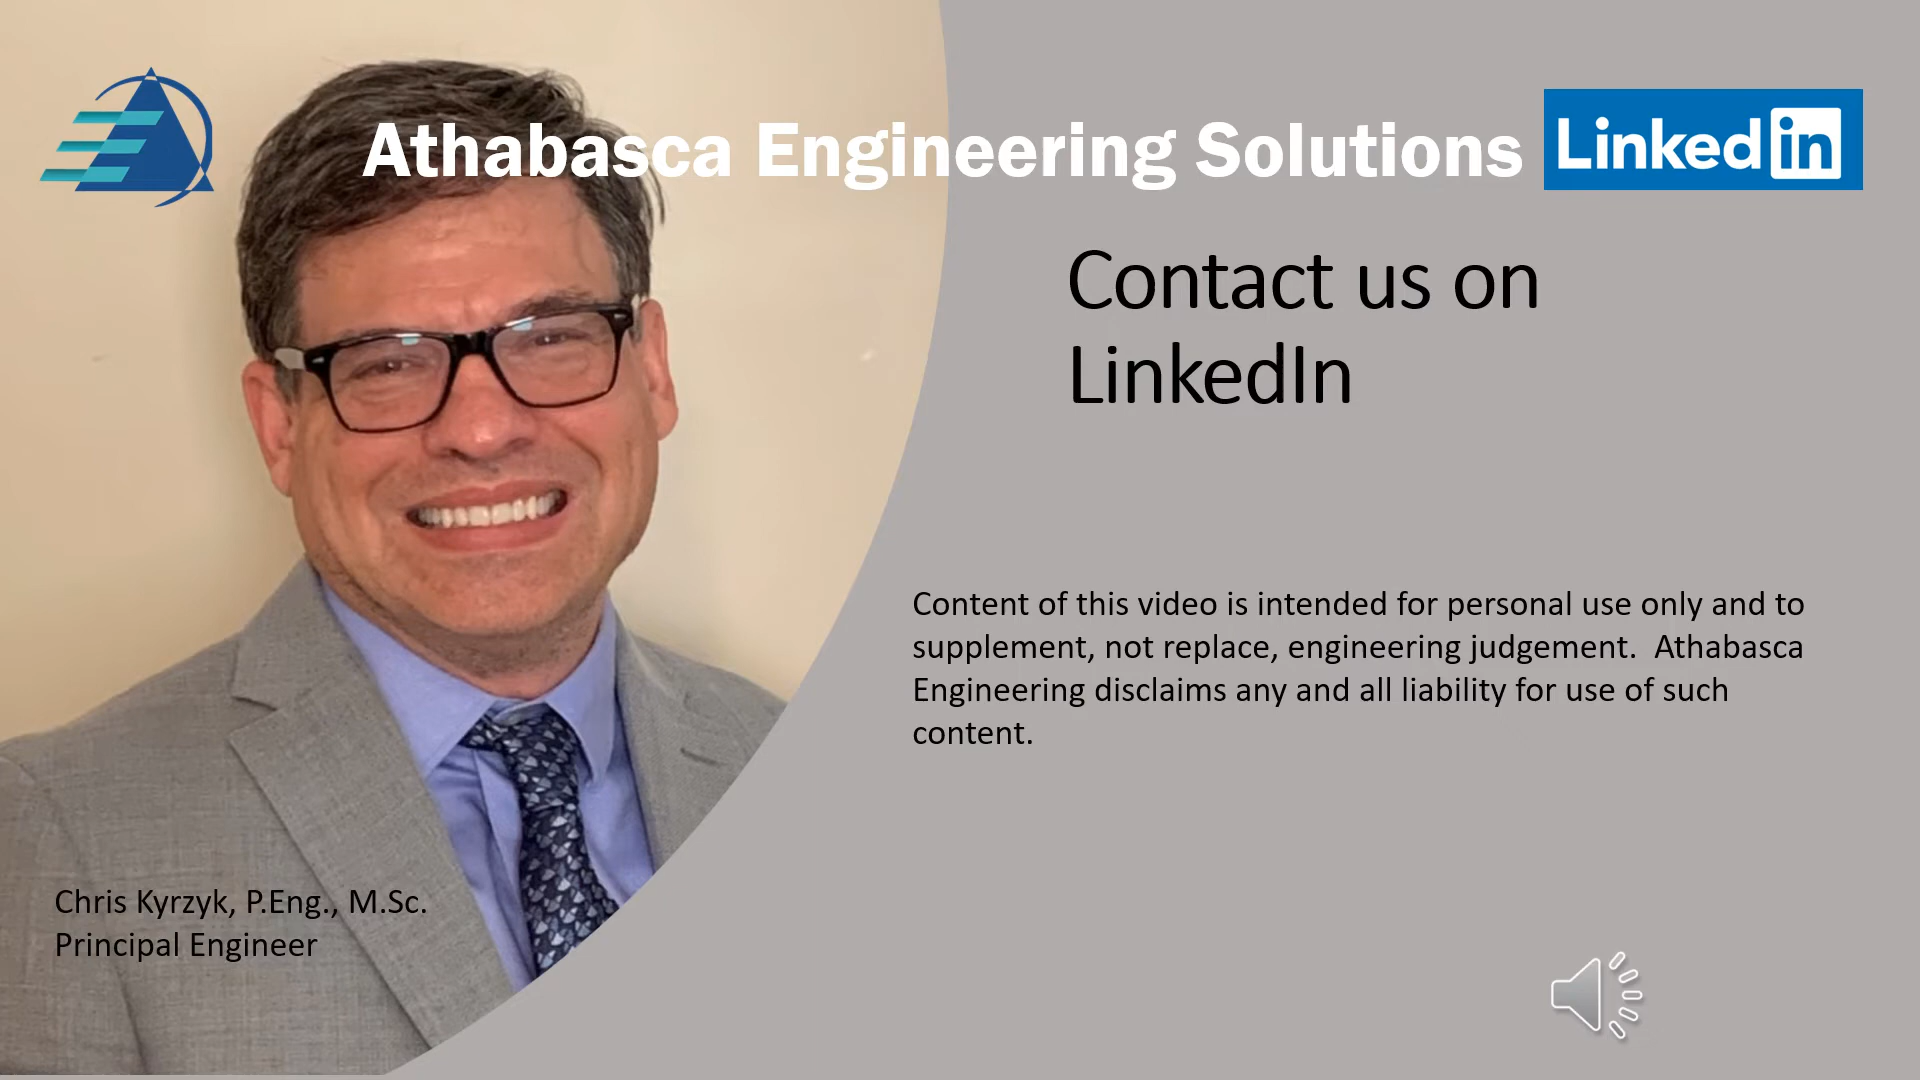 Athabasca Engineering Solutions
Linked in
Contact us on
LinkedIn
Content of this video is intended for personal use only and to
supplement, not replace, engineering judgement.  Athabasca
Engineering disclaims any and all liability for use of such
content.
Chris Kyrzyk, P.Eng., M.Sc.
Principal Engineer